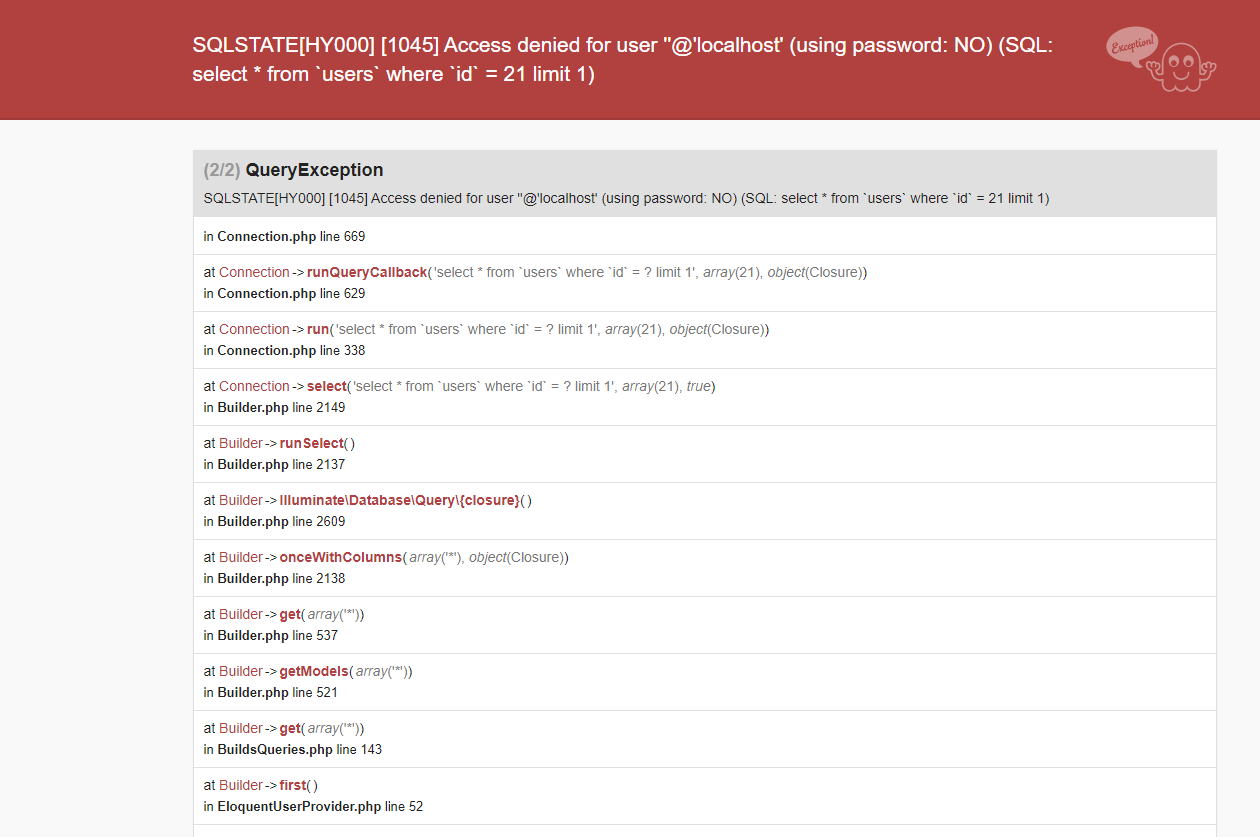 SQLSTATE[HY000] [1045] Access denied for user ''@'localhost' (using password: NO) (SQL:
select * from `users` where `id` = 21 limit 1)
Exception!
(2/2) QueryException
SQLSTATE[HY000] [1045] Access denied for user ''@'localhost' (using password: NO) (SQL: select * from `users` where `id` = 21 limit 1)
in Connection.php line 669
at Connection->runQueryCallback('select * from `users` where `id` = ? limit 1', array(21), object(Closure))
in Connection.php line 629
at Connection->run('select * from `users` where `id` = ? limit 1', array(21), object(Closure))
in Connection.php line 338
at Connection->select('select * from `users` where `id` = ? limit 1', array(21), true)
in Builder.php line 2149
at Builder->runSelect()
in Builder.php line 2137
at Builder->Illuminate\Database\Query\{closure}()
in Builder.php line 2609
at Builder->onceWithColumns(array('*'), object(Closure))
in Builder.php line 2138
at Builder->get(array('*'))
in Builder.php line 537
at Builder->getModels(array('*'))
in Builder.php line 521
at Builder->get(array('*'))
in BuildsQueries.php line 143
at Builder->first()
in EloquentUserProvider.php line 52